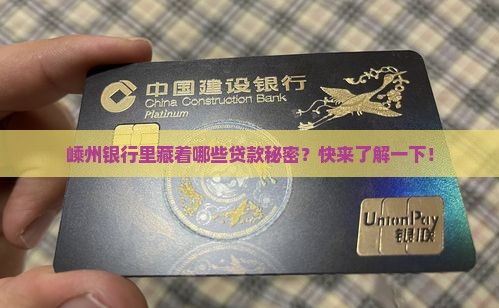 中国建设银行
China Construction Bank
Platinum
嵊州银行里藏着哪些贷款秘密？快来了解一下！
UnionPay
银联